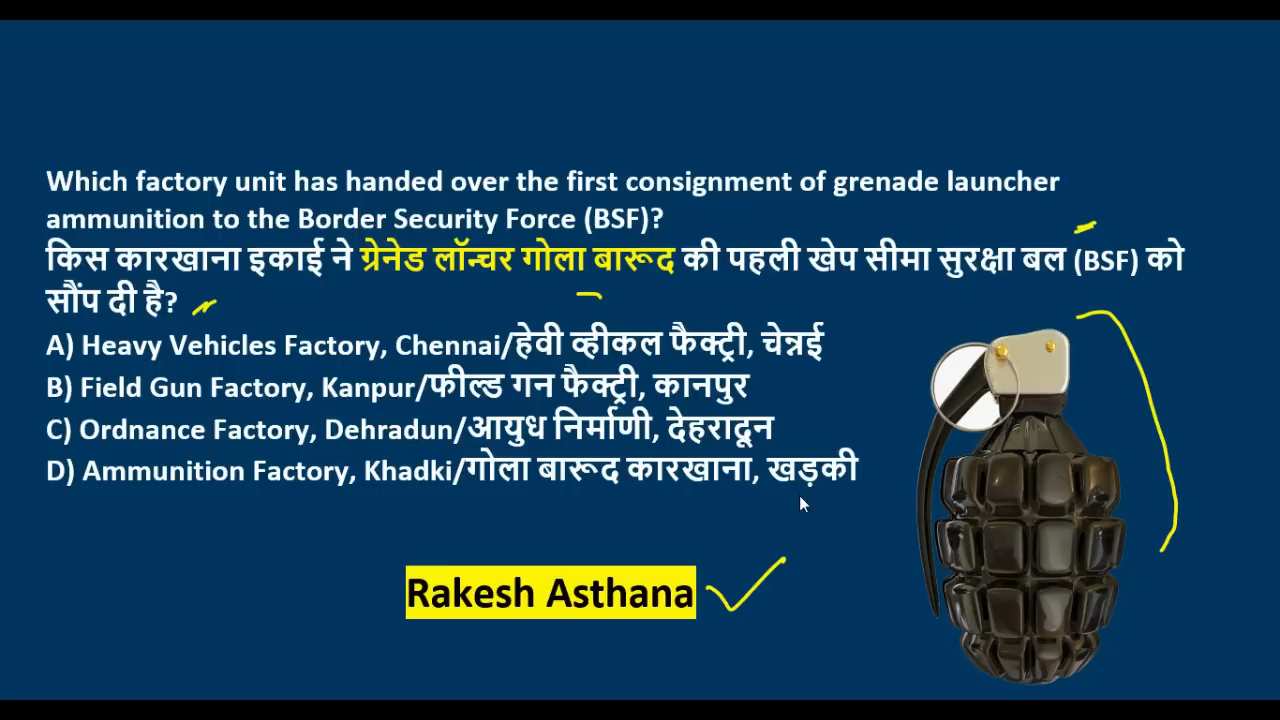 Which factory unit has handed over the first consignment of grenade launcher
ammunition to the Border Security Force (BSF)?
किस कारखाना इकाई ने ग्रेनेड लॉन्चर गोला बारूद की पहली खेप सीमा सुरक्षा बल (BSF) को
सौंप दी है?
A) Heavy Vehicles Factory, Chennai/हेवी व्हीकल फैक्ट्री, चेन्नई
B) Field Gun Factory, Kanpur/फील्ड गन फैक्ट्री, कानपुर
C) Ordnance Factory, Dehradun/आयुध निर्माणी, देहरादून
D) Ammunition Factory, Khadki/गोला बारूद कारखाना, खड़की
Rakesh Asthana